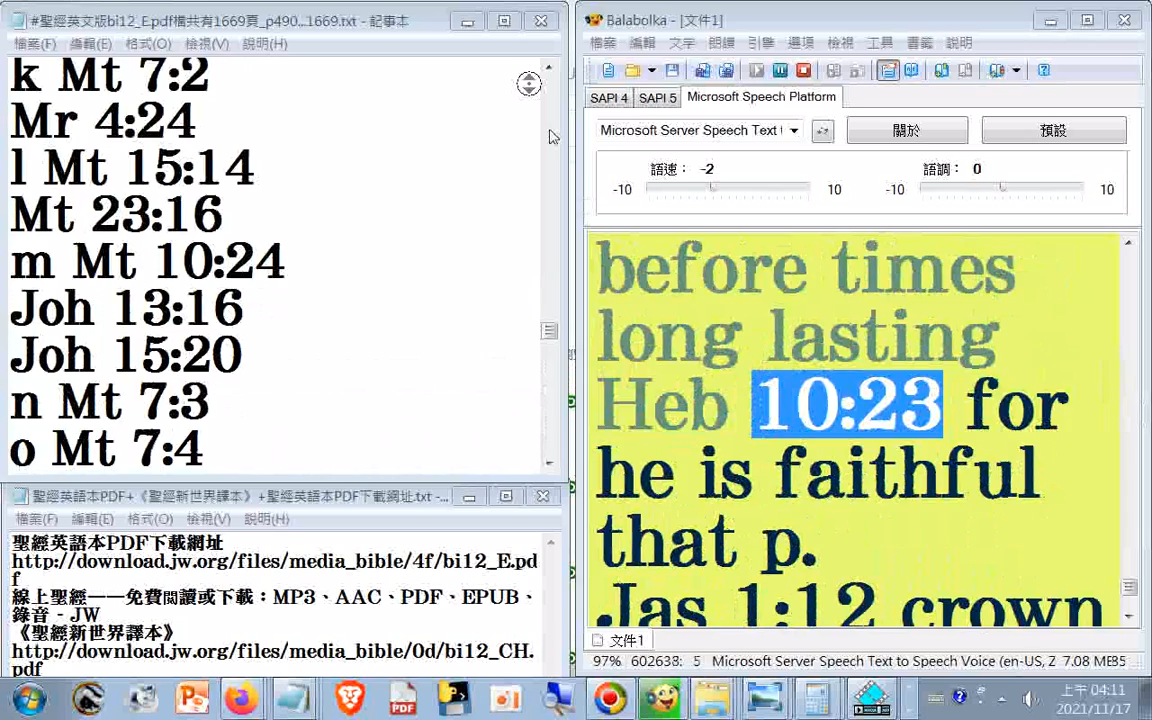 #聖經英文版bi12_E.pdf橫共有1669頁_p490...1669.txt - 記事本
檔案(F) 編輯(E) 格式(O) 檢視(V) 說明(H)
k Mt 7:2
Mr 4:24
l Mt 15:14
Mt 23:16
m Mt 10:24
Joh 13:16
Joh 15:20
n Mt 7:3
o Mt 7:4
聖經英語本PDF+《聖經新世界譯本》+聖經英語本PDF下載網址.txt -...
檔案(F) 編輯(E) 格式(O) 檢視(V) 說明(H)
聖經英語本PDF下載網址
http://download.jw.org/files/media_bible/4f/bi12_E.pd
f
線上聖經——免費閱讀或下載：MP3、AAC、PDF、EPUB、
錄音 - JW
《聖經新世界譯本》
http://download.jw.org/files/media_bible/0d/bi12_CH.
pdf
Balabolka - [文件1]
檔案 編輯 文字 朗讀 引擎 選項 檢視 工具 書籤 說明
SAPI 4 SAPI 5 Microsoft Speech Platform
Microsoft Server Speech Text 關於 預設
語速： -2 語調： 0
-10 10 -10 10
before times
long lasting
Heb 10:23 for
he is faithful
that p.
Jas 1:12 crown
文件1
97% 602633: 5 Microsoft Server Speech Text to Speech Voice (en-US, Z 7.08 MB
上午 04:11
2021/11/17